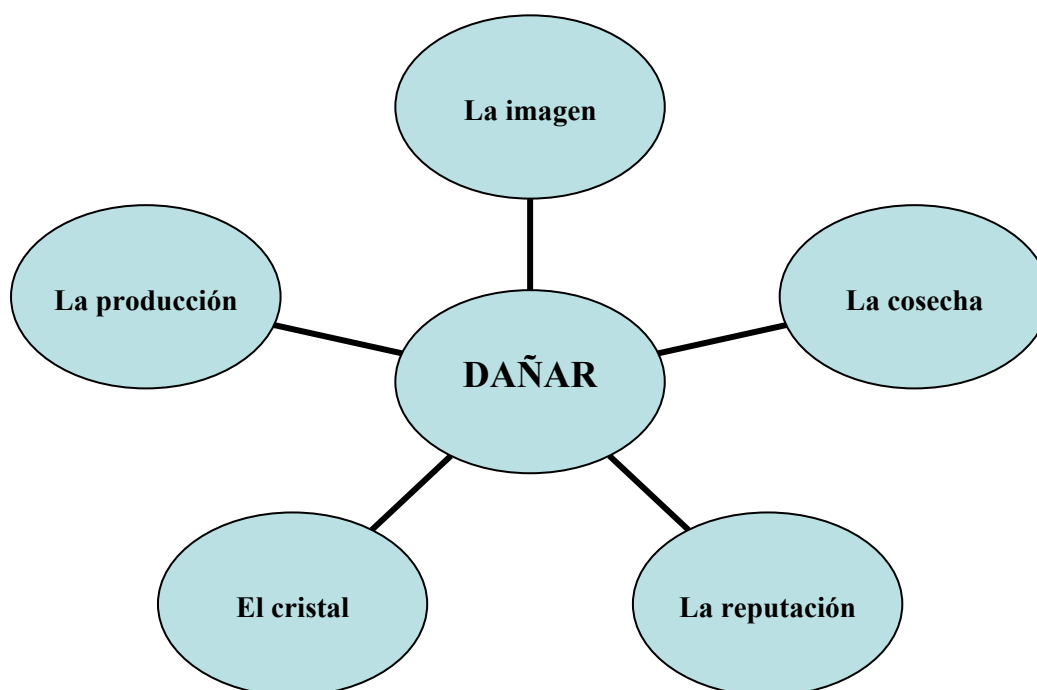 La imagen
La producción
La cosecha
DAÑAR
El cristal
La reputación